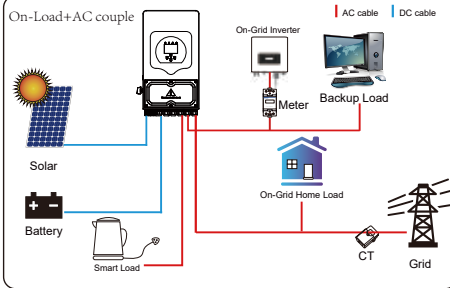 On-Load+AC couple
AC cable
DC cable
On-Grid Inverter
Meter
Backup Load
Solar
On-Grid Home Load
Battery
CT
Grid
Smart Load